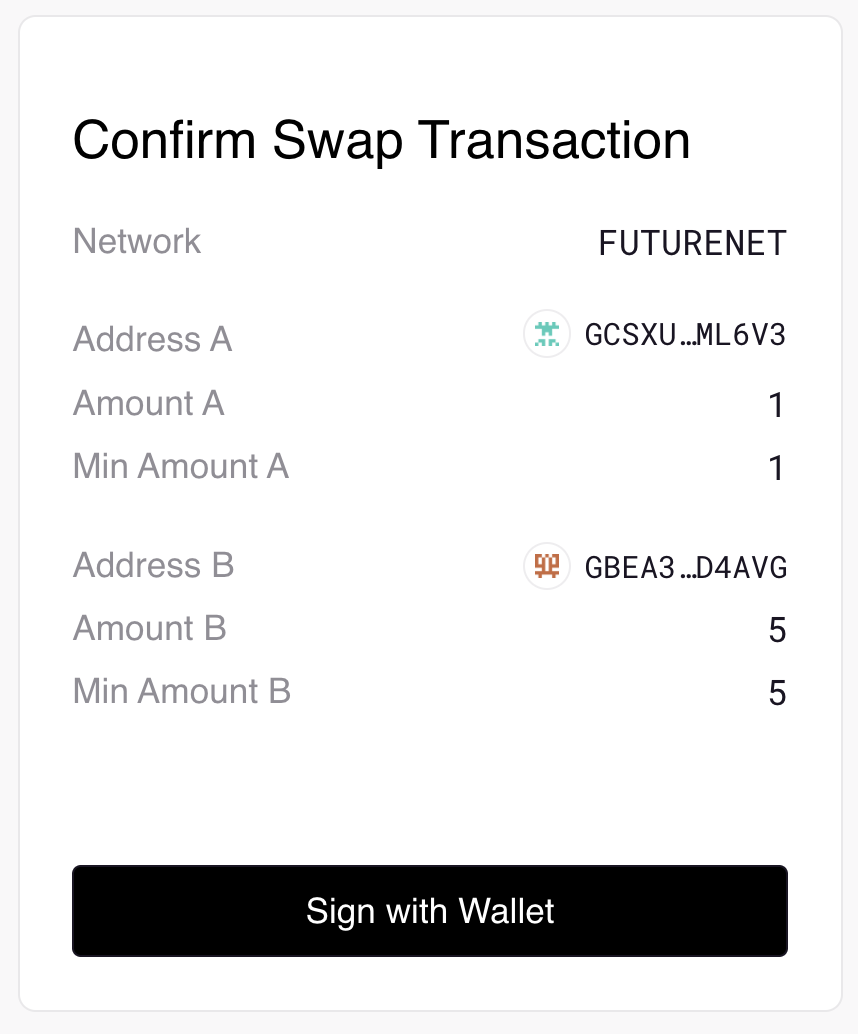 Confirm Swap Transaction
Network FUTURENET
Address A GCSXU…ML6V3
Amount A 1
Min Amount A 1
Address B GBEA3…D4AVG
Amount B 5
Min Amount B 5
Sign with Wallet